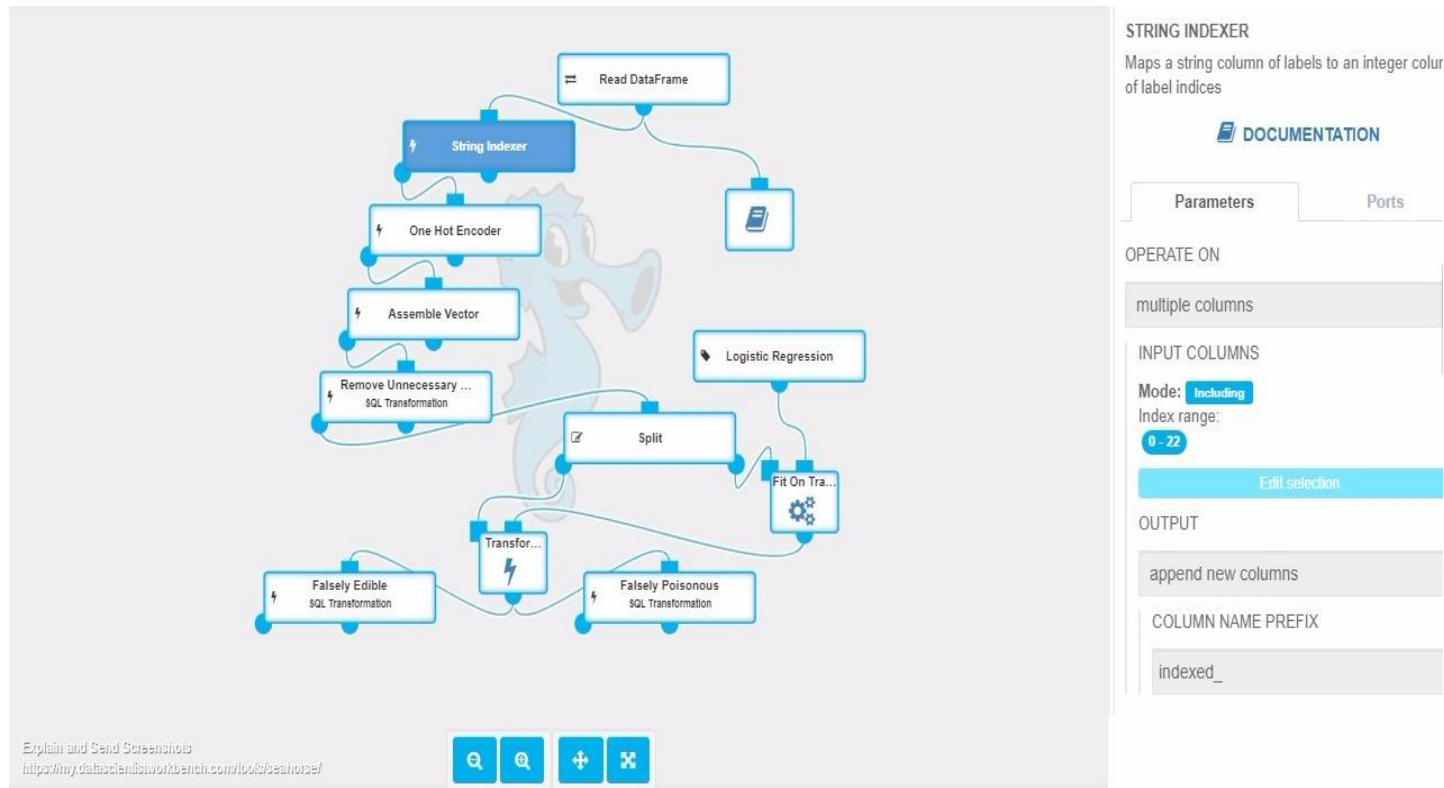 Read DataFrame
String Indexer
One Hot Encoder
Assemble Vector
Logistic Regression
Remove Unnecessary ...
SQL Transformation
Split
Fit On Tra...
Transfor...
Falsely Edible
SQL Transformation
Falsely Poisonous
SQL Transformation
Explain and Send Screenshots
https://my.datascientistworkbench.com/tools/seahorse/
STRING INDEXER
Maps a string column of labels to an integer colur
of label indices
DOCUMENTATION
Parameters
Ports
OPERATE ON
multiple columns
INPUT COLUMNS
Mode: Including
Index range:
0 - 22
Edit selection
OUTPUT
append new columns
COLUMN NAME PREFIX
indexed_